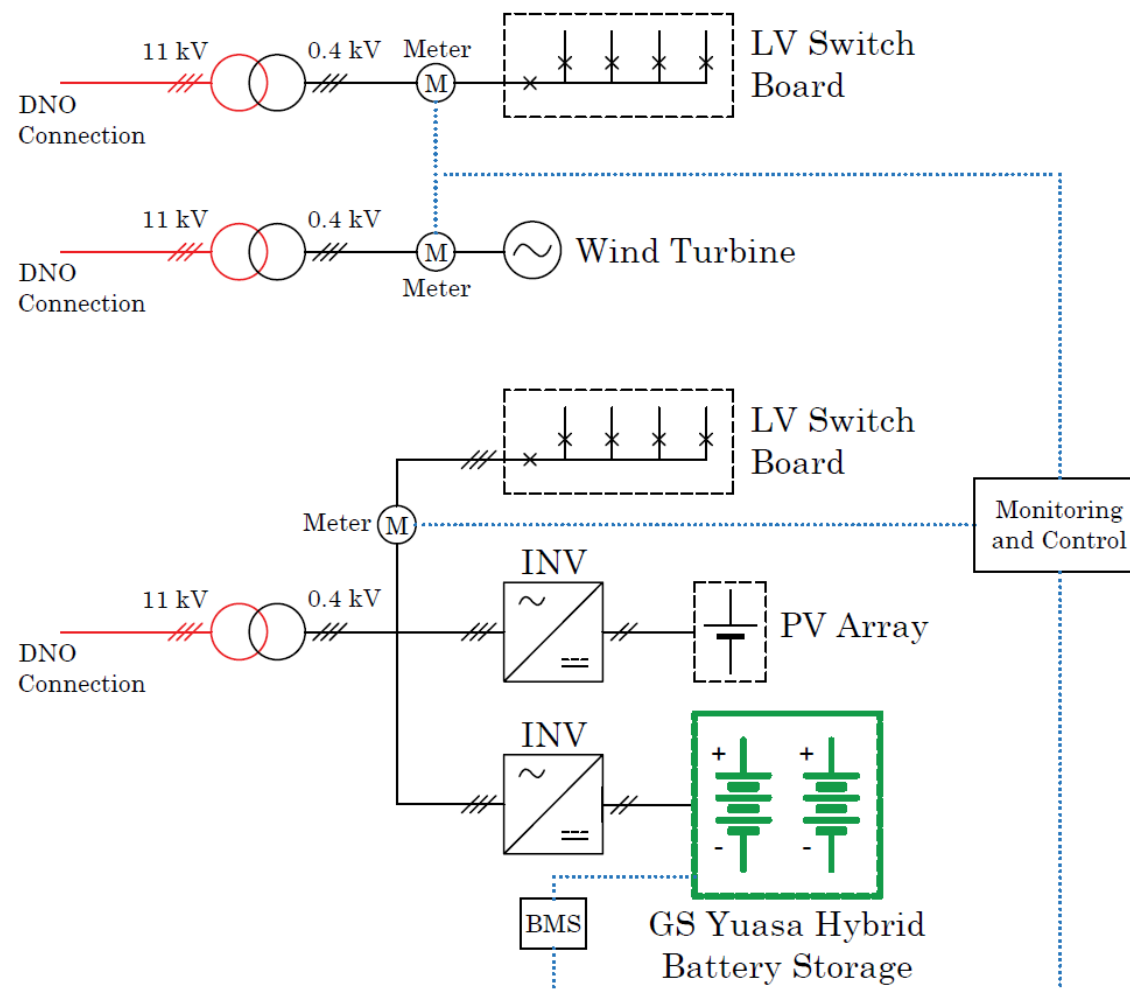 Meter
11 kV
0.4 kV
M
LV Switch
Board
DNO
Connection
11 kV
0.4 kV
M
Wind Turbine
Meter
DNO
Connection
LV Switch
Board
Meter
M
Monitoring
and Control
INV
11 kV
0.4 kV
PV Array
DNO
Connection
INV
+
+
-
-
BMS
GS Yuasa Hybrid
Battery Storage